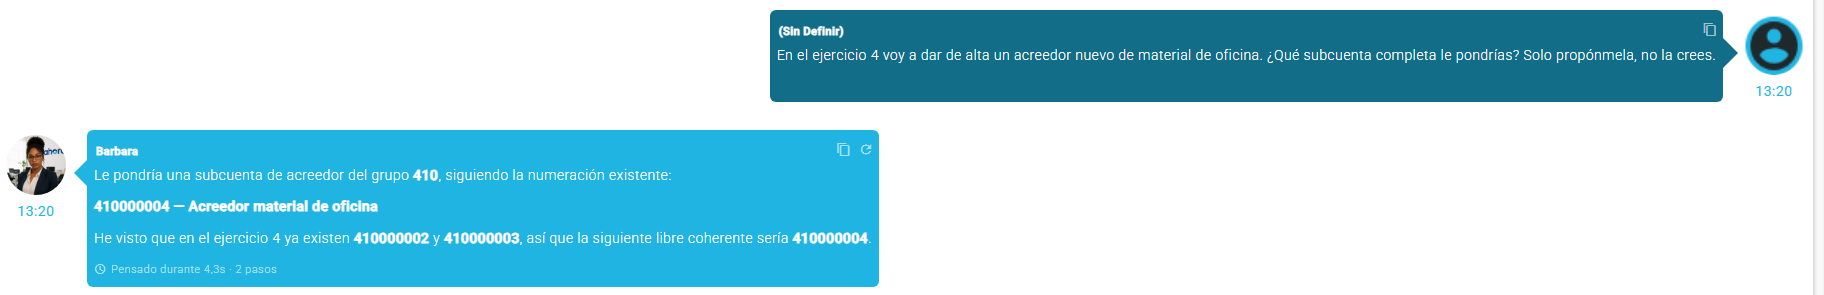 (Sin Definir)
En el ejercicio 4 voy a dar de alta un acreedor nuevo de material de oficina. ¿Qué subcuenta completa le pondrías? Solo propónmela, no la crees.
13:20
Barbara
Le pondría una subcuenta de acreedor del grupo 410, siguiendo la numeración existente:
13:20
410000004 — Acreedor material de oficina
He visto que en el ejercicio 4 ya existen 410000002 y 410000003, así que la siguiente libre coherente sería 410000004.
Pensado durante 4,3s · 2 pasos